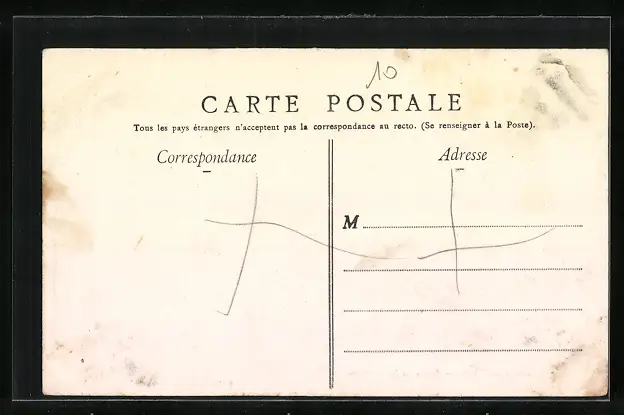 10
CARTE POSTALE
Tous les pays étrangers n'acceptent pas la correspondance au recto. (Se renseigner à la Poste).
Correspondance
Adresse
M